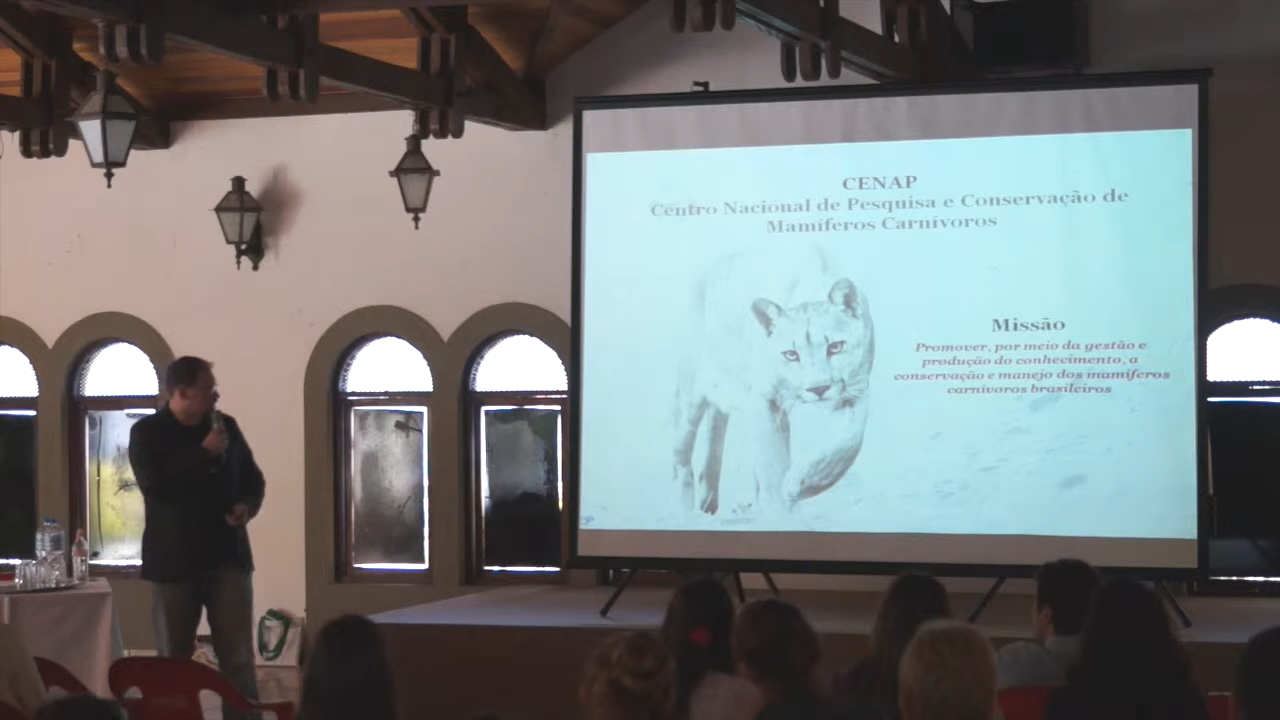 CENAP
Centro Nacional de Pesquisa e Conservação de
Mamíferos Carnívoros
Missão
Promover, por meio da gestão e
produção do conhecimento, a
conservação e manejo dos mamíferos
carnívoros brasileiros